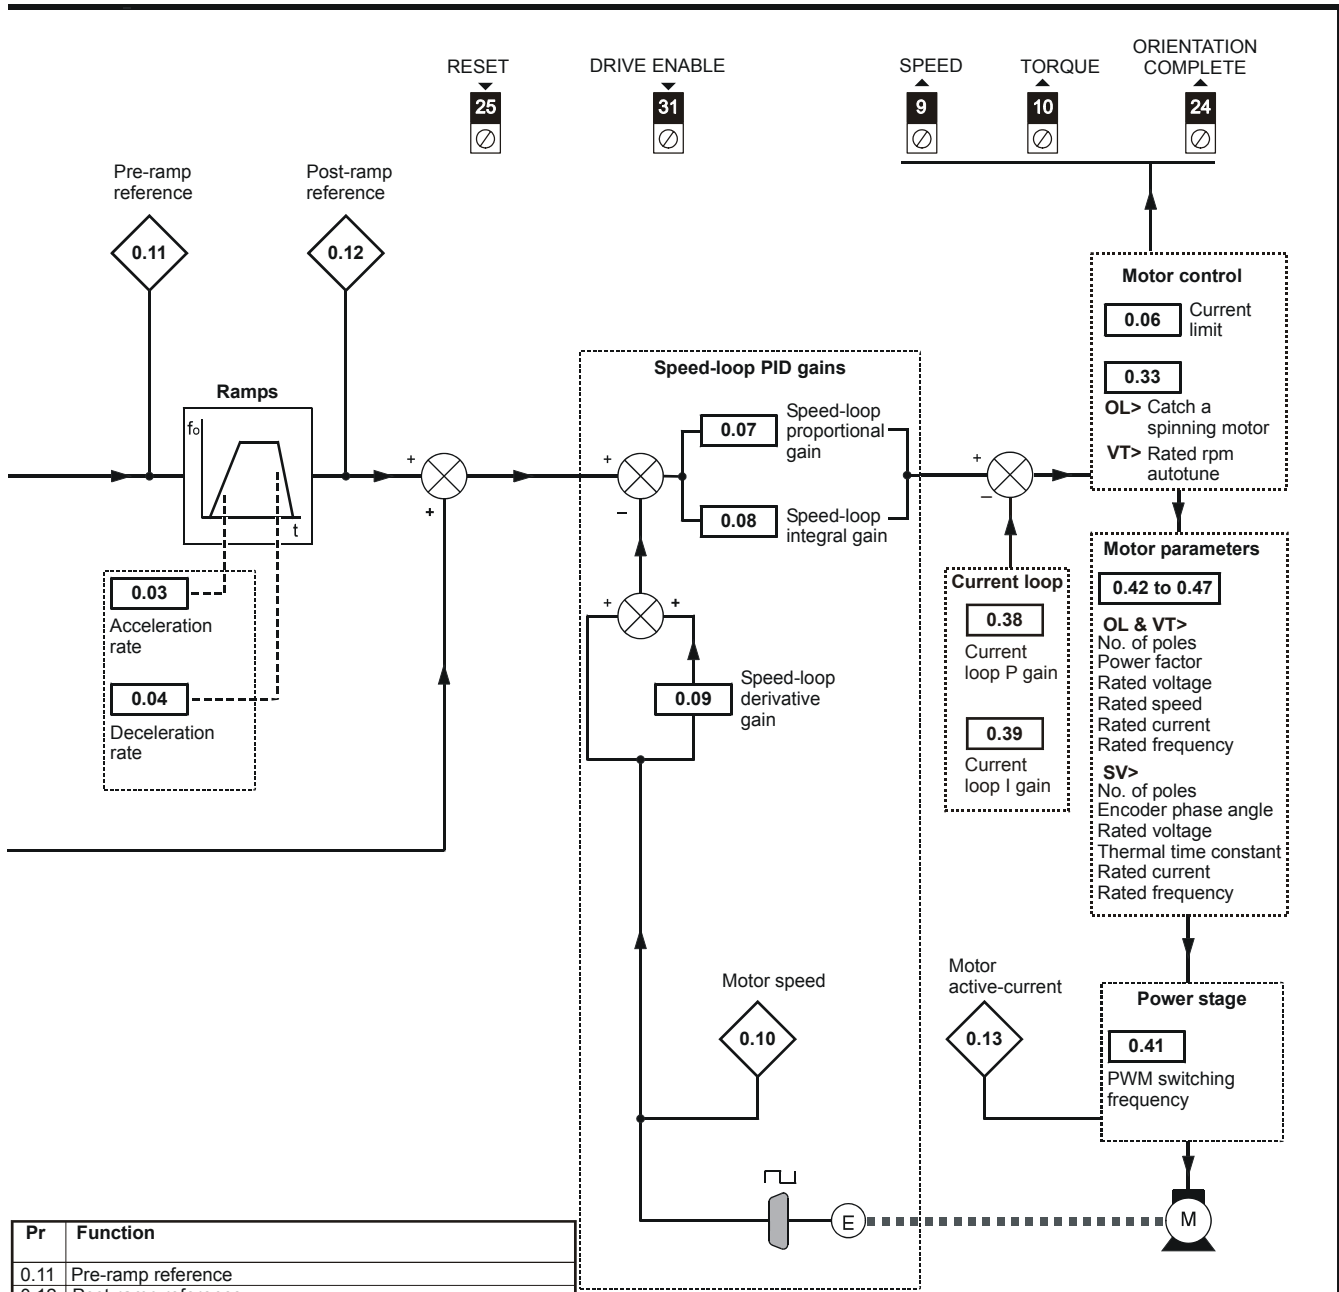 RESET
DRIVE ENABLE
SPEED
TORQUE
ORIENTATION
COMPLETE
25
31
9
10
24
Pre-ramp
reference
Post-ramp
reference
0.11
0.12
Ramps
fo
t
+
+
0.03
Acceleration
rate
0.04
Deceleration
rate
Speed-loop PID gains
0.07
Speed-loop
proportional
gain
+
–
0.08
Speed-loop
integral gain
+
+
0.09
Speed-loop
derivative
gain
Motor speed
0.10
E
+
–
Current loop
0.38
Current
loop P gain
0.39
Current
loop I gain
Motor control
0.06
Current
limit
0.33
OL> Catch a
spinning motor
VT> Rated rpm
autotune
Motor parameters
0.42 to 0.47
OL & VT>
No. of poles
Power factor
Rated voltage
Rated speed
Rated current
Rated frequency
SV>
No. of poles
Encoder phase angle
Rated voltage
Thermal time constant
Rated current
Rated frequency
Motor
active-current
0.13
Power stage
0.41
PWM switching
frequency
M
Pr Function
0.11 Pre-ramp reference
0.12 Post-ramp reference